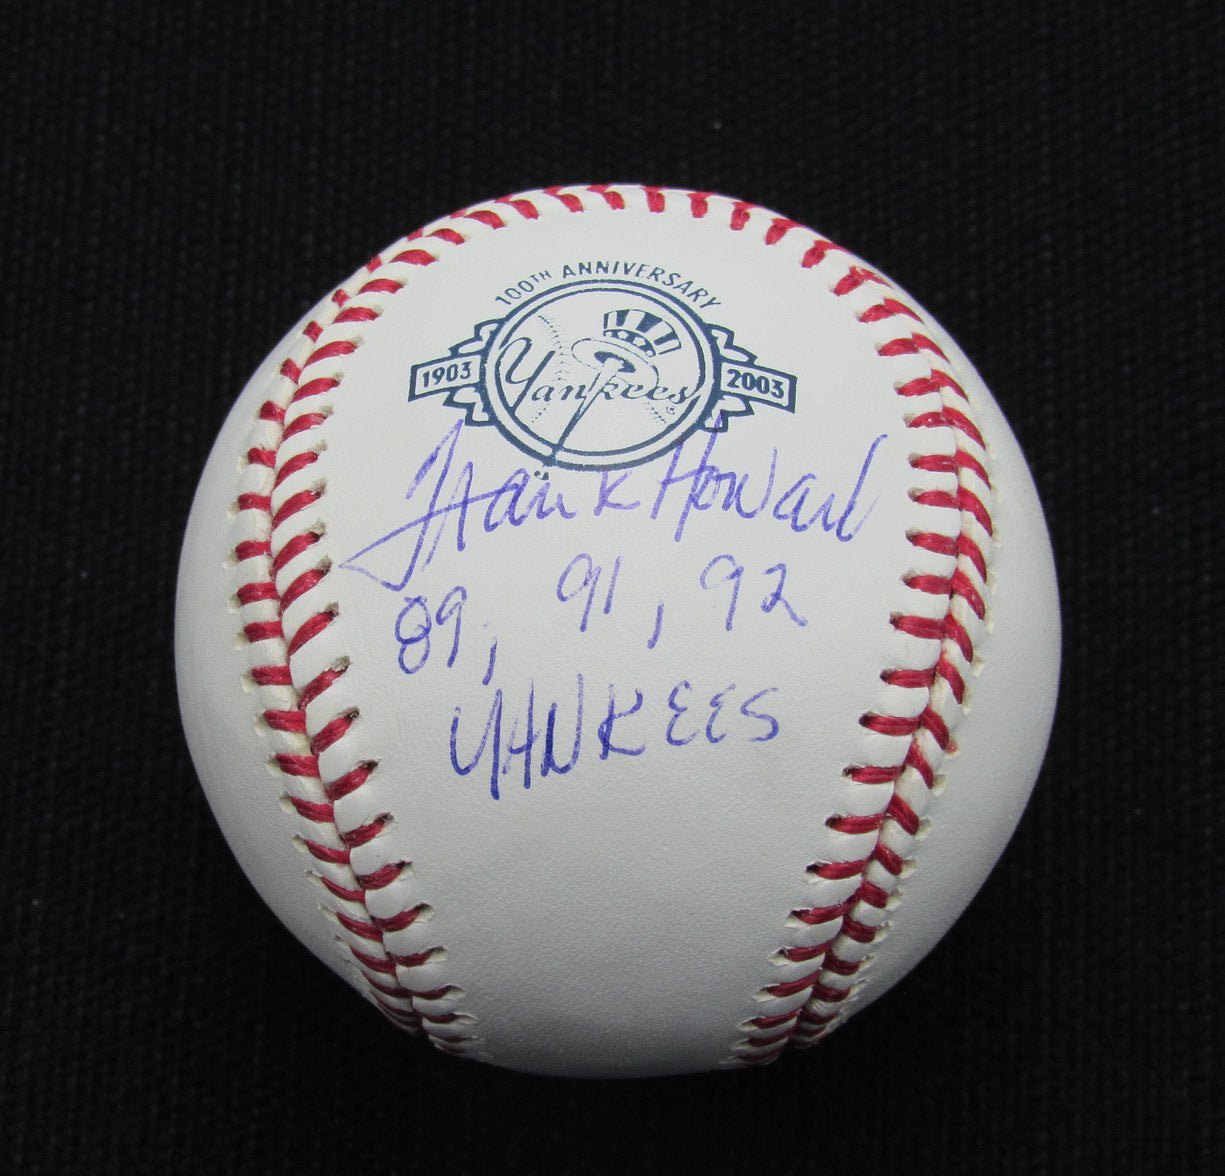 100TH ANNIVERSARY
1903 Yankees 2003
Frank Howard
89, 91, 92
YANKEES